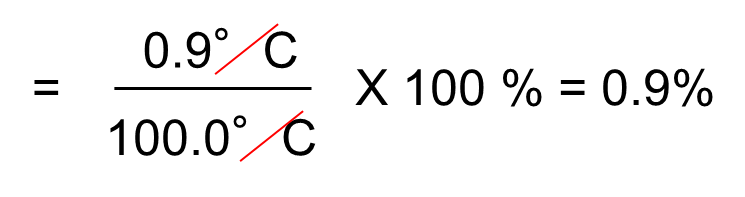 0.9° C
= X 100 % = 0.9%
100.0° C